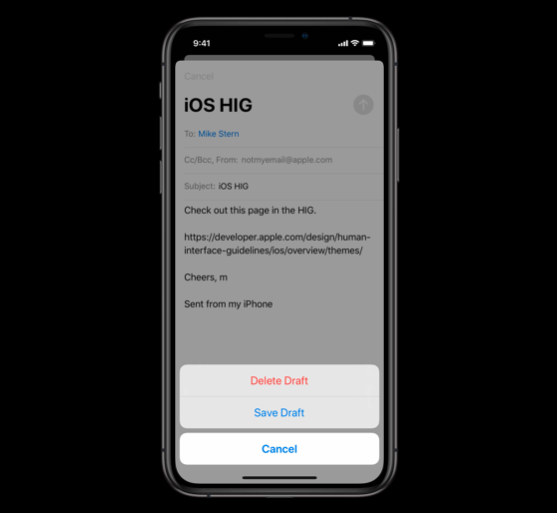 9:41
Cancel
iOS HIG
To: Mike Stern
Cc/Bcc, From: notmyemail@apple.com
Subject: iOS HIG
Check out this page in the HIG.
https://developer.apple.com/design/human-
interface-guidelines/ios/overview/themes/
Cheers, m
Sent from my iPhone
Delete Draft
Save Draft
Cancel